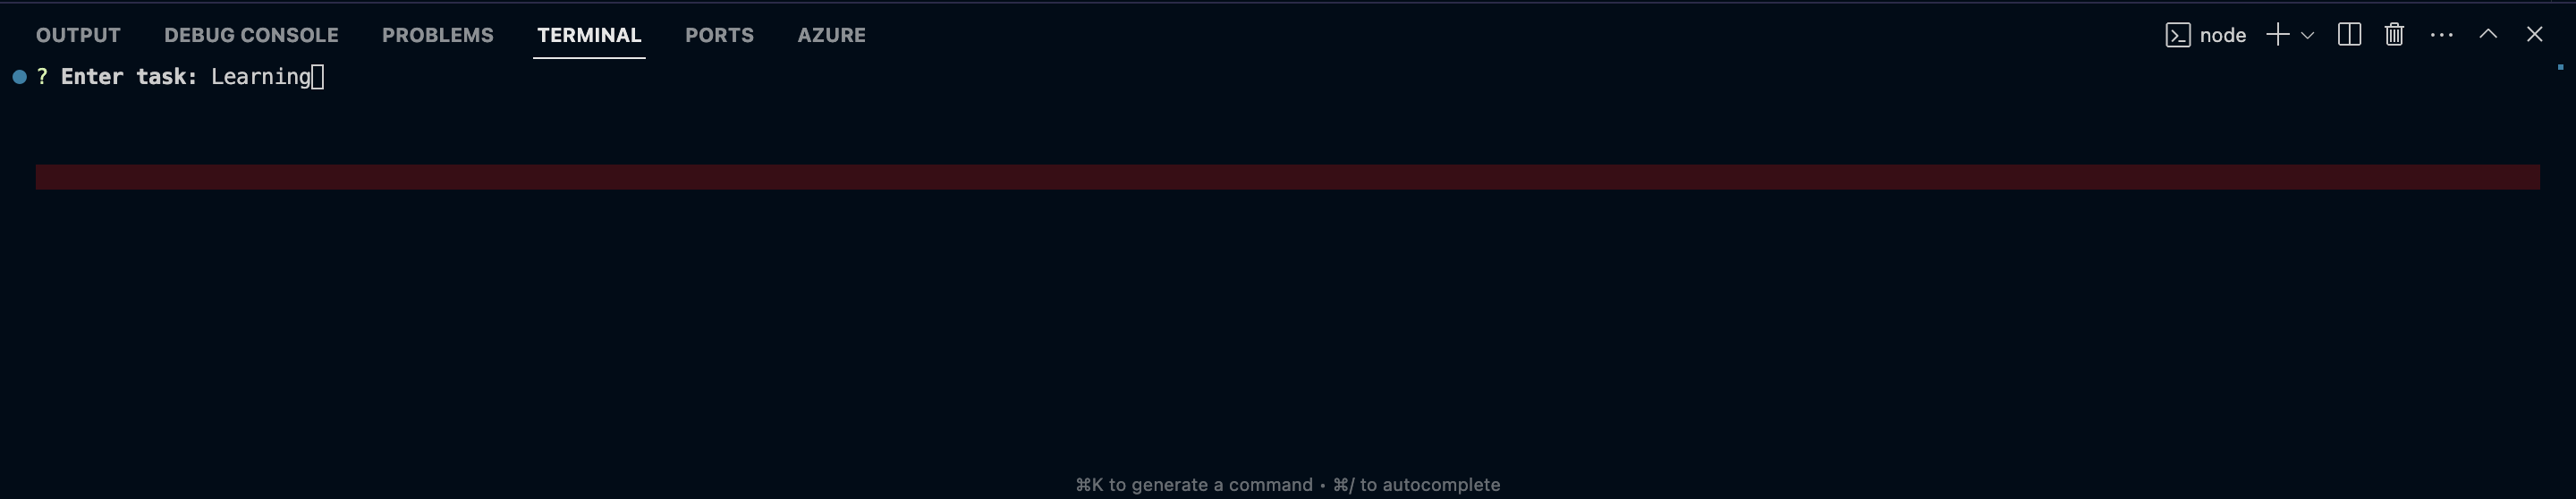 OUTPUT DEBUG CONSOLE PROBLEMS TERMINAL PORTS AZURE node
? Enter task: Learning
⌘K to generate a command • ⌘/ to autocomplete